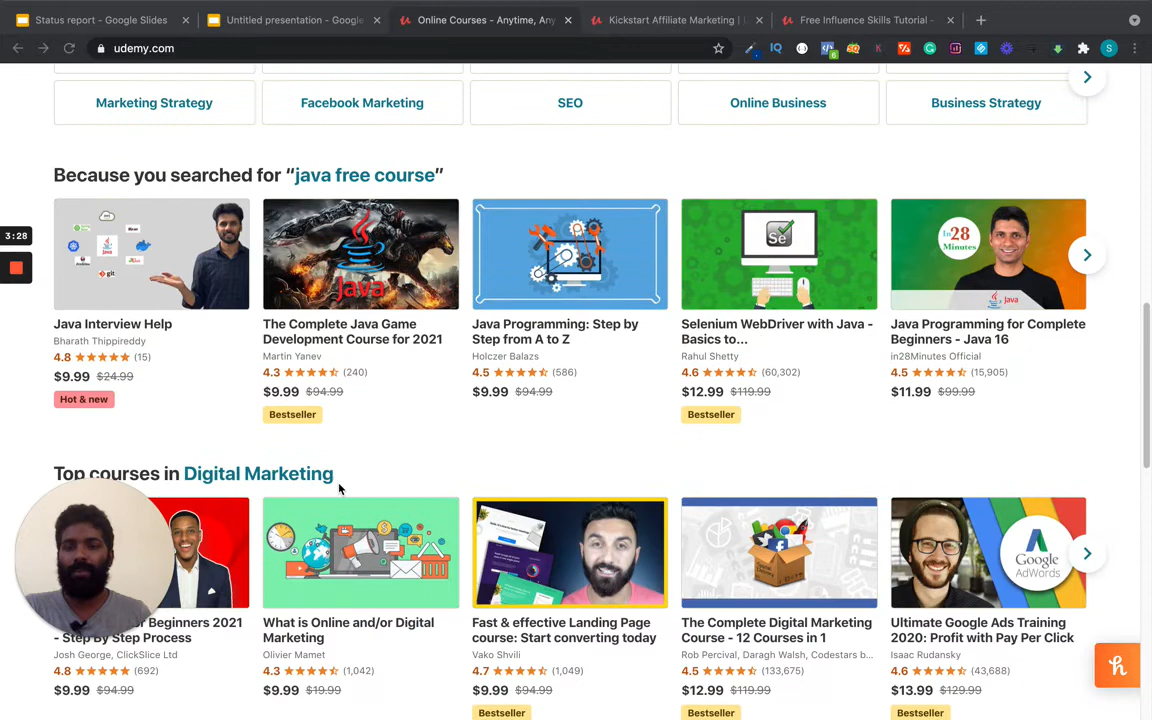 Status report - Google Slides
Untitled presentation - Google
Online Courses - Anytime, Any
Kickstart Affiliate Marketing |
Free Influence Skills Tutorial -
udemy.com
6
Marketing Strategy
Facebook Marketing
SEO
Online Business
Business Strategy
Because you searched for “java free course”
3:28
git
Java
Se
In 28 Minutes
Java
Java Interview Help
Bharath Thippireddy
4.8 (15)
$9.99 $24.99
Hot & new
The Complete Java Game
Development Course for 2021
Martin Yanev
4.3 (240)
$9.99 $94.99
Bestseller
Java Programming: Step by
Step from A to Z
Holczer Balazs
4.5 (586)
$9.99 $94.99
Selenium WebDriver with Java -
Basics to...
Rahul Shetty
4.6 (60,302)
$12.99 $119.99
Bestseller
Java Programming for Complete
Beginners - Java 16
in28Minutes Official
4.5 (15,905)
$11.99 $99.99
Top courses in Digital Marketing
Google
AdWords
Beginners 2021
- Step By Step Process
Josh George, ClickSlice Ltd
4.8 (692)
$9.99 $94.99
What is Online and/or Digital
Marketing
Olivier Mamet
4.3 (1,042)
$9.99 $19.99
Fast & effective Landing Page
course: Start converting today
Vako Shvili
4.7 (1,049)
$9.99 $94.99
Bestseller
The Complete Digital Marketing
Course - 12 Courses in 1
Rob Percival, Daragh Walsh, Codestars b...
4.5 (133,675)
$12.99 $119.99
Bestseller
Ultimate Google Ads Training
2020: Profit with Pay Per Click
Isaac Rudansky
4.6 (43,688)
$13.99 $129.99
Bestseller